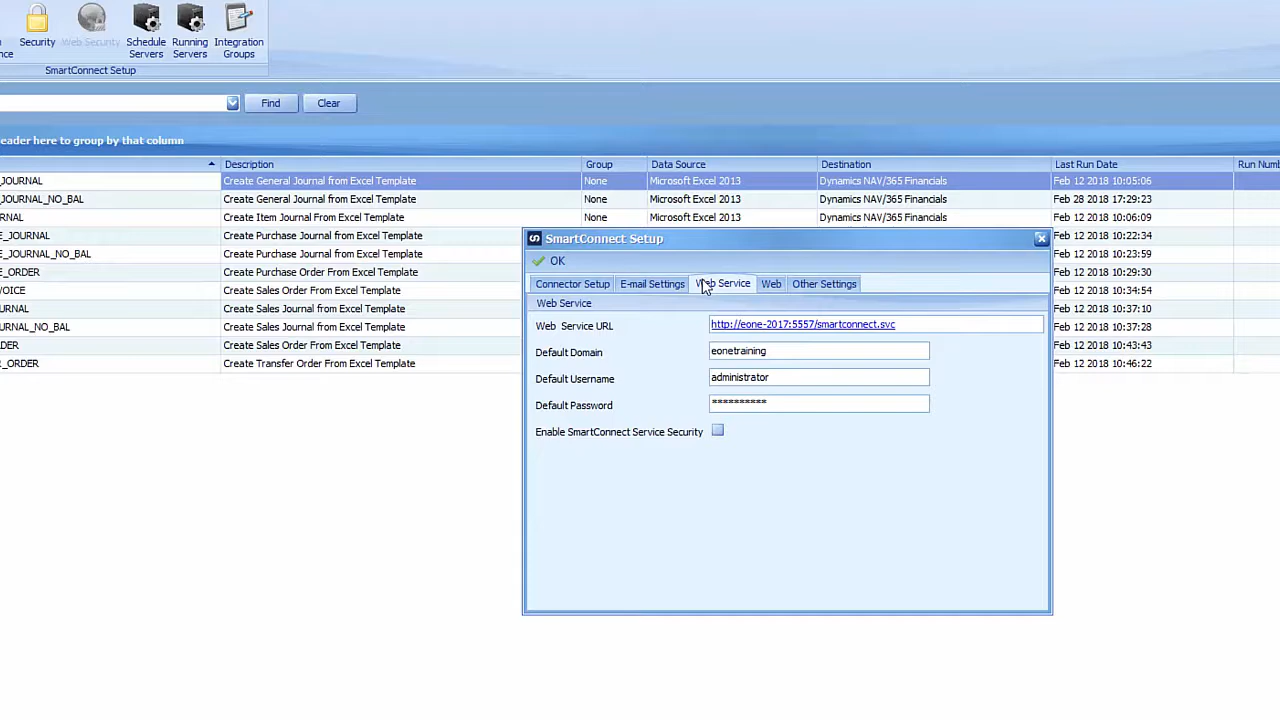 Security
Web Security
Schedule Servers
Running Servers
Integration Groups
nce
SmartConnect Setup
Find
Clear
eader here to group by that column
Description
Group
Data Source
Destination
Last Run Date
Run Numb
_JOURNAL
Create General Journal from Excel Template
None
Microsoft Excel 2013
Dynamics NAV/365 Financials
Feb 12 2018 10:05:06
_JOURNAL_NO_BAL
Create General Journal from Excel Template
None
Microsoft Excel 2013
Dynamics NAV/365 Financials
Feb 28 2018 17:29:23
RNAL
Create Item Journal From Excel Template
None
Microsoft Excel 2013
Dynamics NAV/365 Financials
Feb 12 2018 10:06:09
E_JOURNAL
Create Purchase Journal from Excel Template
Feb 12 2018 10:22:34
E_JOURNAL_NO_BAL
Create Purchase Journal from Excel Template
Feb 12 2018 10:23:59
E_ORDER
Create Purchase Order From Excel Template
Feb 12 2018 10:29:30
VOICE
Create Sales Order From Excel Template
Feb 12 2018 10:34:54
URNAL
Create Sales Journal From Excel Template
Feb 12 2018 10:37:10
URNAL_NO_BAL
Create Sales Journal From Excel Template
Feb 12 2018 10:37:28
DER
Create Sales Order From Excel Template
Feb 12 2018 10:43:43
R_ORDER
Create Transfer Order From Excel Template
Feb 12 2018 10:46:22
SmartConnect Setup
OK
Connector Setup
E-mail Settings
Web Service
Web
Other Settings
Web Service
Web Service URL
http://eone-2017:5557/smartconnect.svc
Default Domain
eonetraining
Default Username
administrator
Default Password
**********
Enable SmartConnect Service Security